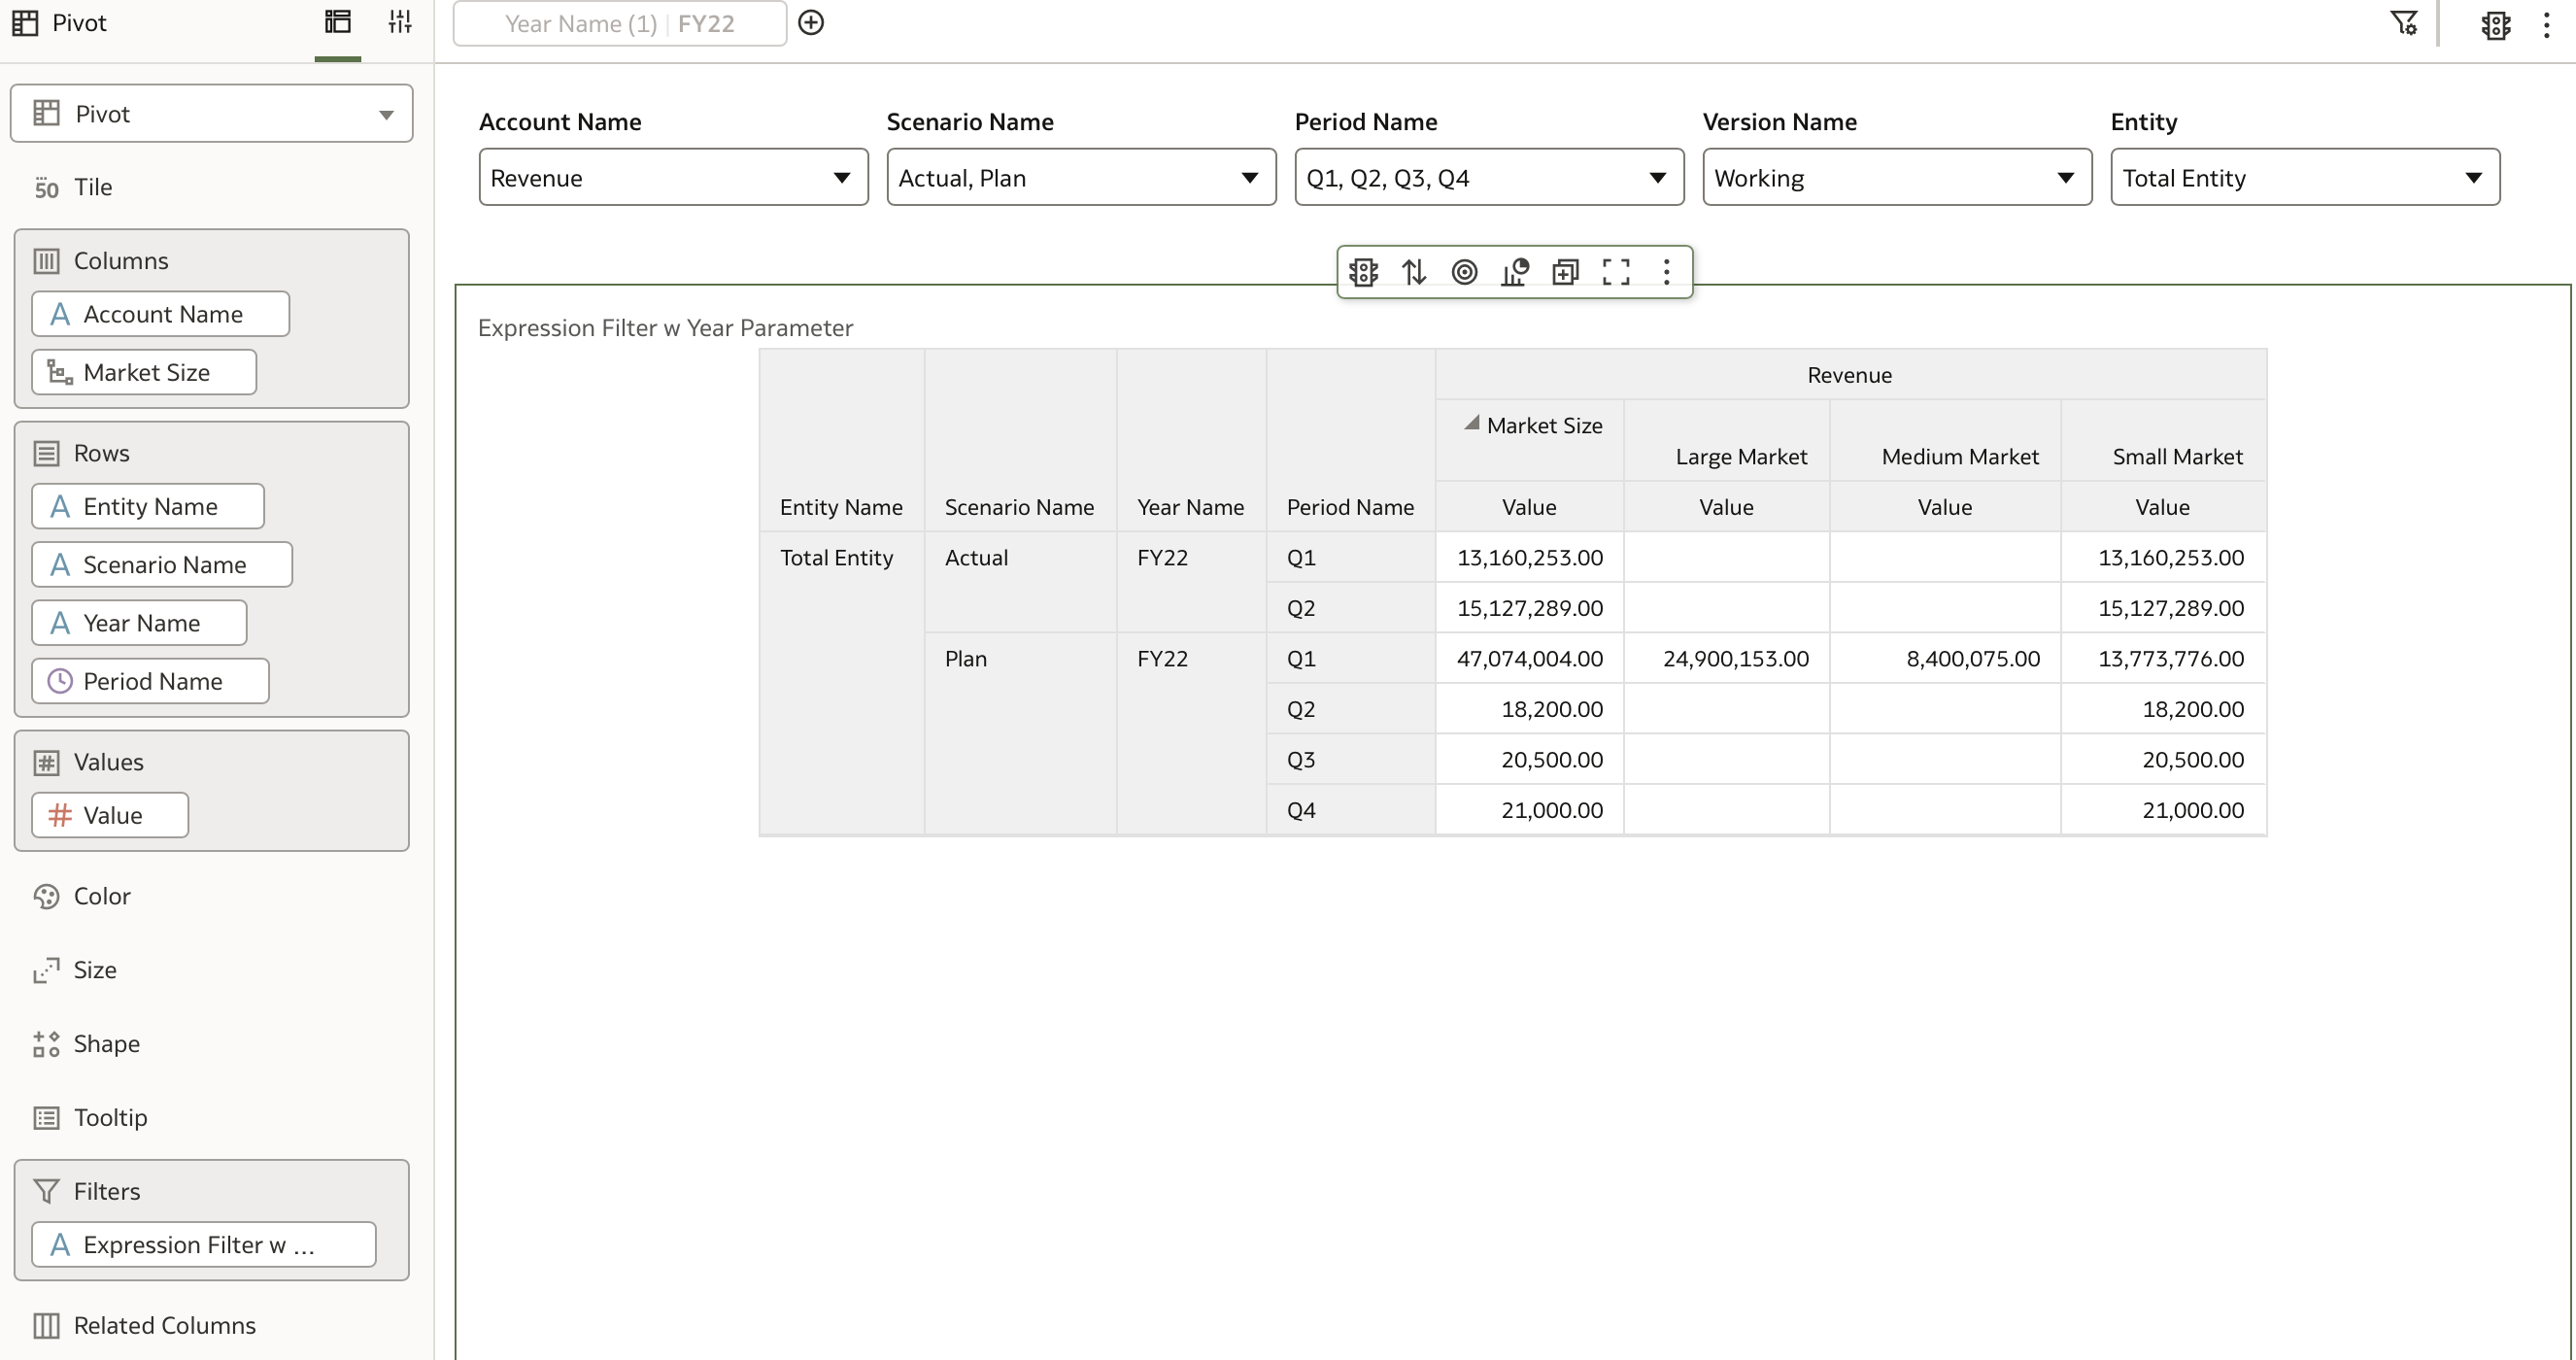 Pivot
Year Name (1) | FY22
Pivot
50 Tile
Columns
A Account Name
Market Size
Rows
A Entity Name
A Scenario Name
A Year Name
Period Name
Values
# Value
Color
Size
Shape
Tooltip
Filters
A Expression Filter w ...
Related Columns
Account Name Scenario Name Period Name Version Name Entity
Revenue Actual, Plan Q1, Q2, Q3, Q4 Working Total Entity
Expression Filter w Year Parameter
Revenue
Market Size Large Market Medium Market Small Market
Entity Name Scenario Name Year Name Period Name Value Value Value Value
Total Entity Actual FY22 Q1 13,160,253.00 13,160,253.00
Q2 15,127,289.00 15,127,289.00
Plan FY22 Q1 47,074,004.00 24,900,153.00 8,400,075.00 13,773,776.00
Q2 18,200.00 18,200.00
Q3 20,500.00 20,500.00
Q4 21,000.00 21,000.00